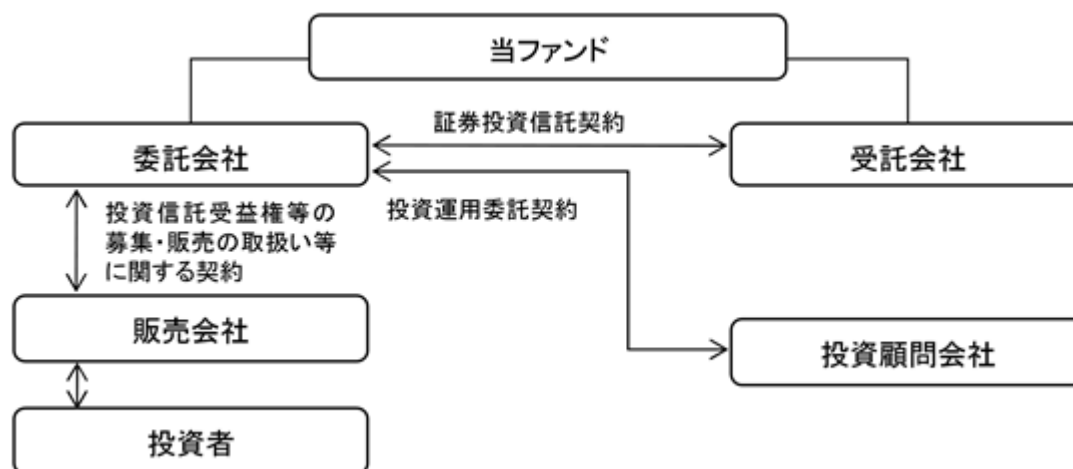 当ファンド
証券投資信託契約
委託会社
受託会社
投資運用委託契約
投資信託受益権等の
募集・販売の取扱い等
に関する契約
販売会社
投資顧問会社
投資者